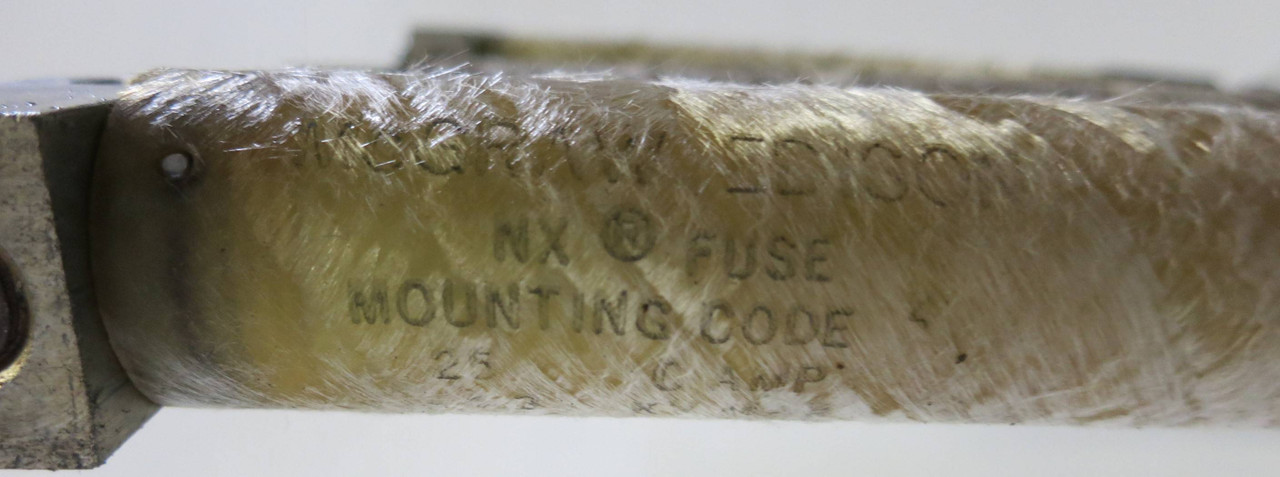 McGRAW EDISON
NX ® FUSE
MOUNTING CODE
25 C AMP